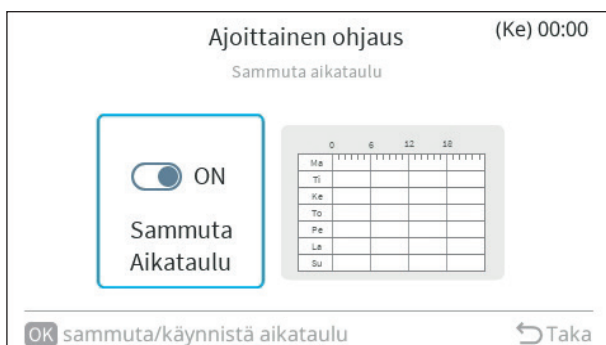 Ajoittainen ohjaus
(Ke) 00:00
Sammuta aikataulu
ON
Sammuta
Aikataulu
0 6 12 18
Ma
Ti
Ke
To
Pe
La
Su
OK sammuta/käynnistä aikataulu
Taka